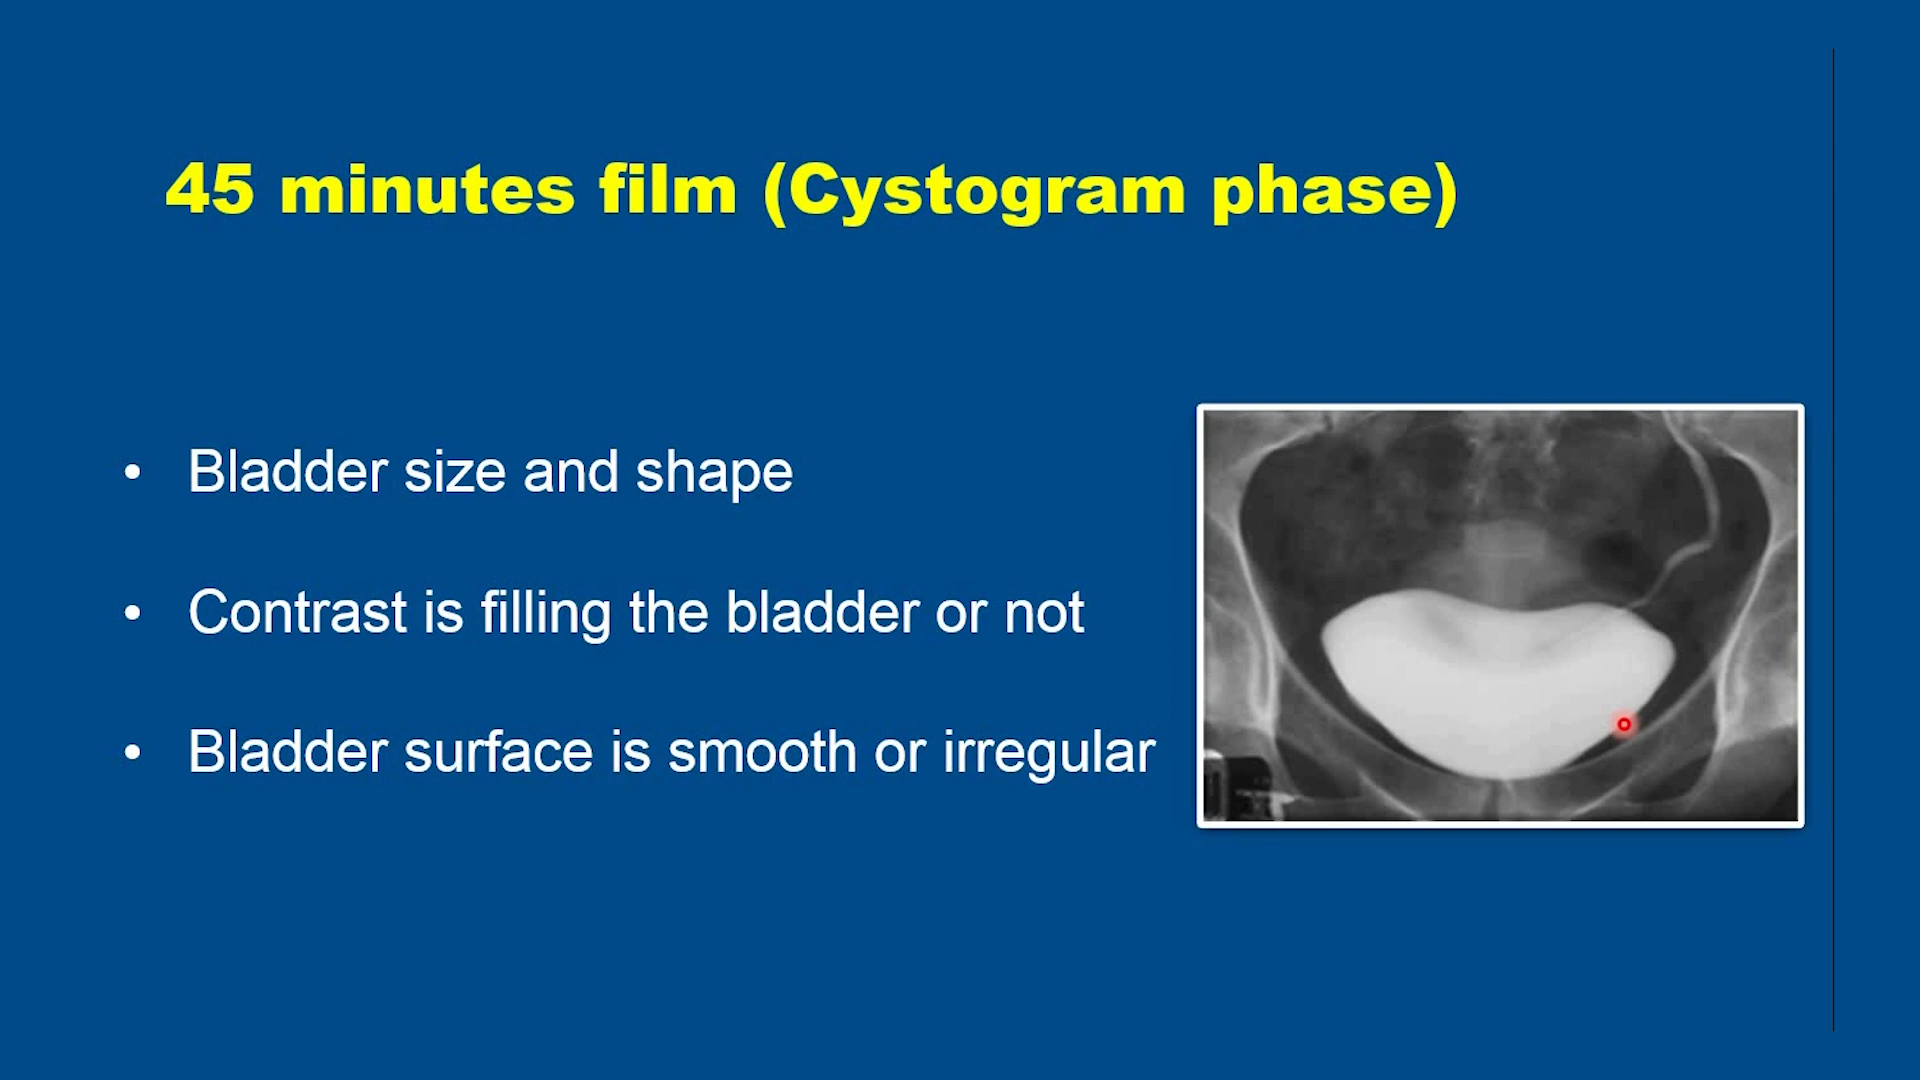 45 minutes film (Cystogram phase)
• Bladder size and shape
• Contrast is filling the bladder or not
• Bladder surface is smooth or irregular